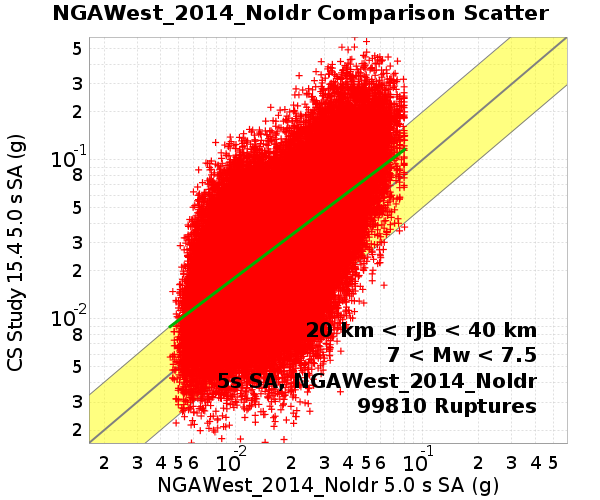 NGAWest_2014_NoIdr Comparison Scatter
CS Study 15.4 5.0 s SA (g)
5
3
2
10-1
8
5
3
2
10-2
8
5
3
2
20 km < rJB < 40 km
7 < Mw < 7.5
5s SA, NGAWest_2014_NoIdr
99810 Ruptures
2 3 4 5 6 10-2 2 3 4 5 6 10-1 2 3 4 5
NGAWest_2014_NoIdr 5.0 s SA (g)